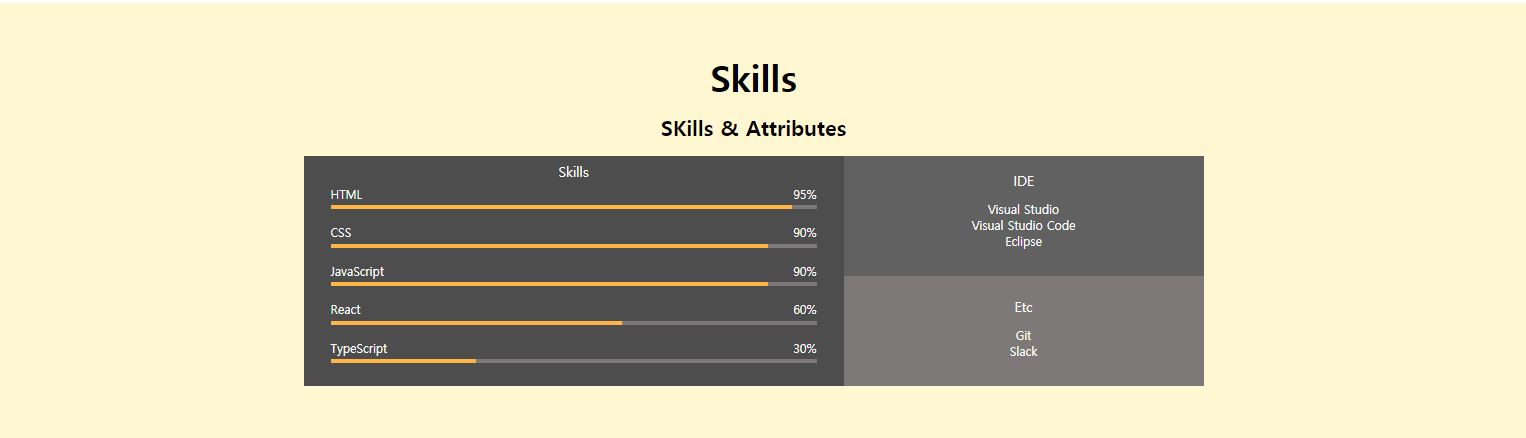 Skills
SKills & Attributes
Skills
HTML 95%
CSS 90%
JavaScript 90%
React 60%
TypeScript 30%
IDE
Visual Studio
Visual Studio Code
Eclipse
Etc
Git
Slack